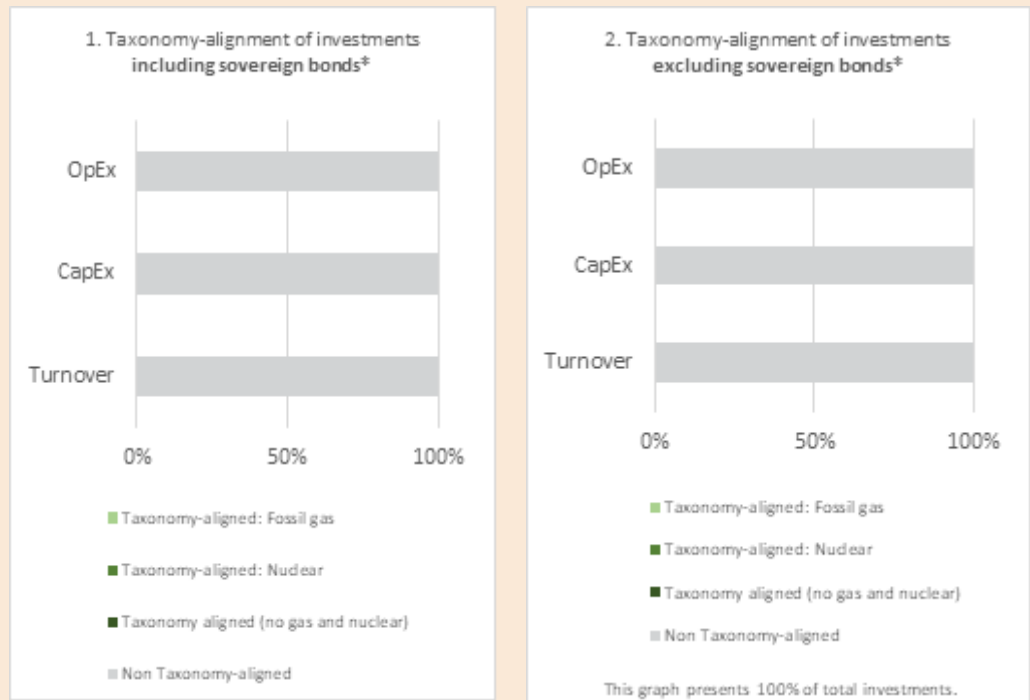 1. Taxonomy-alignment of investments
including sovereign bonds*
OpEx
CapEx
Turnover
0% 50% 100%
Taxonomy-aligned: Fossil gas
Taxonomy-aligned: Nuclear
Taxonomy aligned (no gas and nuclear)
Non Taxonomy-aligned
2. Taxonomy-alignment of investments
excluding sovereign bonds*
OpEx
CapEx
Turnover
0% 50% 100%
Taxonomy-aligned: Fossil gas
Taxonomy-aligned: Nuclear
Taxonomy aligned (no gas and nuclear)
Non Taxonomy-aligned
This graph presents 100% of total investments.